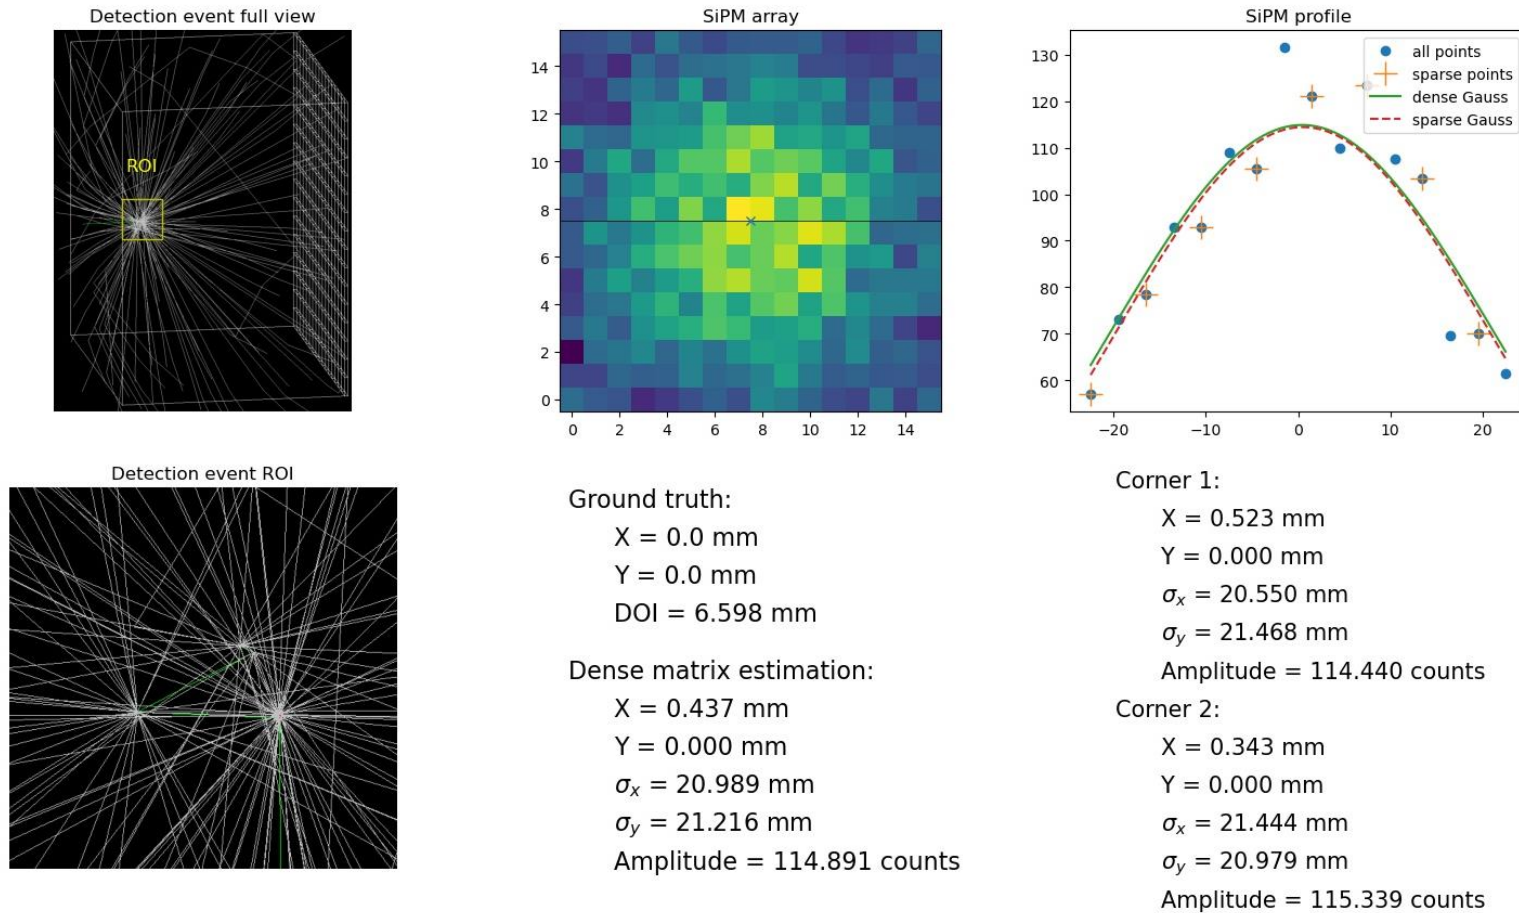 Detection event full view
ROI
SiPM array
14
12
10
8
6
4
2
0
0 2 4 6 8 10 12 14
SiPM profile
all points
sparse points
dense Gauss
sparse Gauss
130
120
110
100
90
80
70
60
−20 −10 0 10 20
Detection event ROI
Ground truth:
X = 0.0 mm
Y = 0.0 mm
DOI = 6.598 mm
Dense matrix estimation:
X = 0.437 mm
Y = 0.000 mm
σx = 20.989 mm
σy = 21.216 mm
Amplitude = 114.891 counts
Corner 1:
X = 0.523 mm
Y = 0.000 mm
σx = 20.550 mm
σy = 21.468 mm
Amplitude = 114.440 counts
Corner 2:
X = 0.343 mm
Y = 0.000 mm
σx = 21.444 mm
σy = 20.979 mm
Amplitude = 115.339 counts